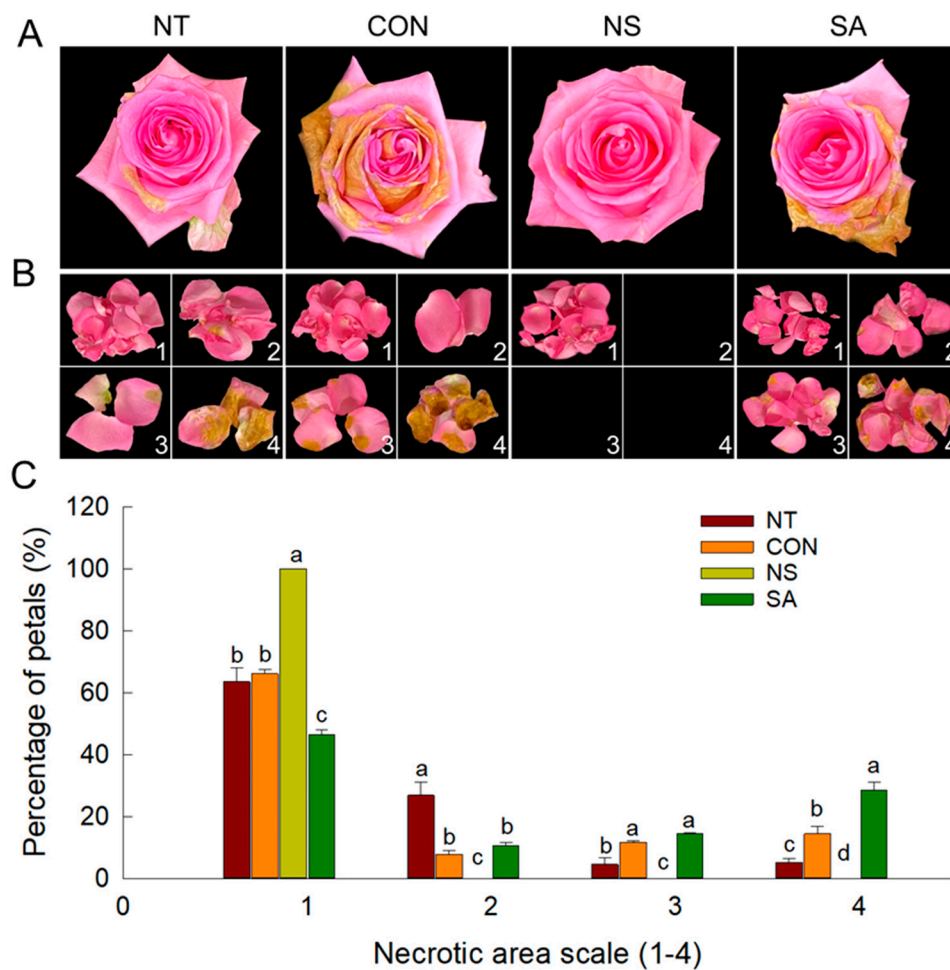 A
NT CON NS SA
B
1 2 1 2 1 2 1 2
3 4 3 4 3 4 3 4
C
120
100
80
60
40
20
0
Percentage of petals (%)
NT
CON
NS
SA
b b a c
a b c b
b a c a
c b d a
0 1 2 3 4
Necrotic area scale (1-4)